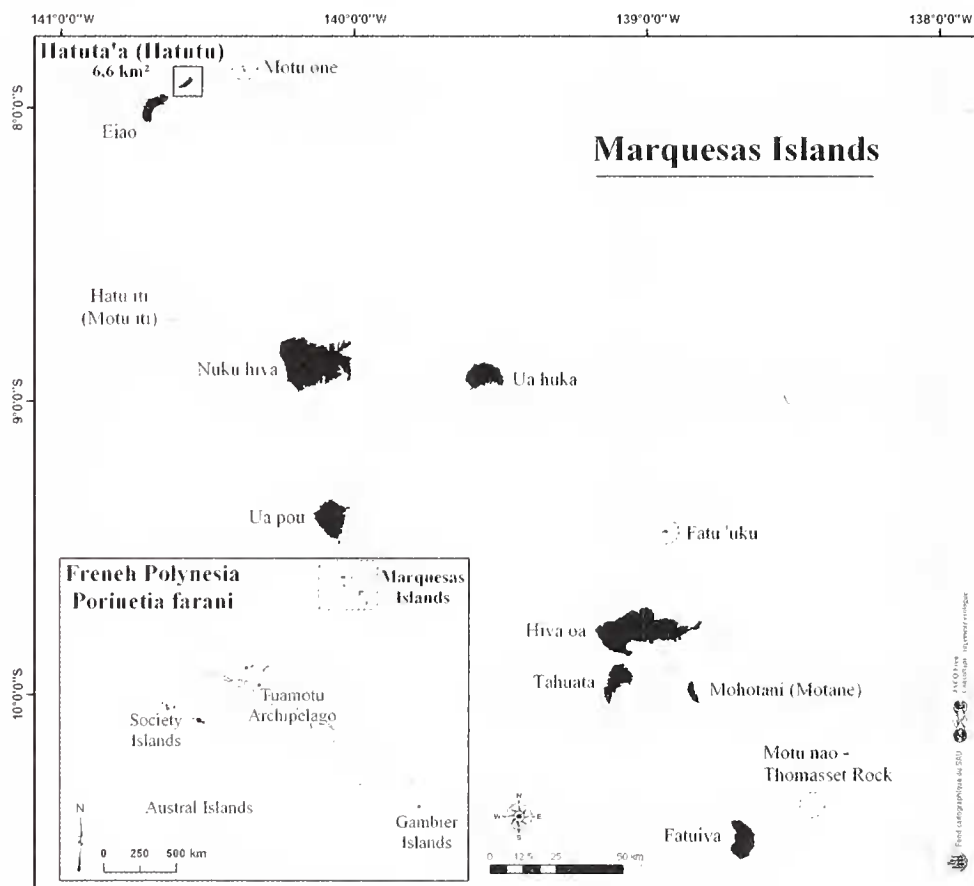 141°0'0"W 140°0'0"W 139°0'0"W 138°0'0"W
Hatuta'a (Hatutu)
6,6 km²
Motu one
8°0'0"S
Eiao
Marquesas Islands
Hatu iti
(Motu iti)
Nuku hiva
Ua huka
9°0'0"S
Ua pou
Fatu 'uku
French Polynesia
Porinetia farani
Marquesas
Islands
Hiva oa
Tahuata
Mohotani (Motane)
10°0'0"S
Tuamotu
Archipelago
Society
Islands
Motu nao -
Thomasset Rock
Austral Islands
Gambier
Islands
Fatuiva
N
0 250 500 km
N
W E
S
0 12,5 25 50 km
Fond cartographique du SAU